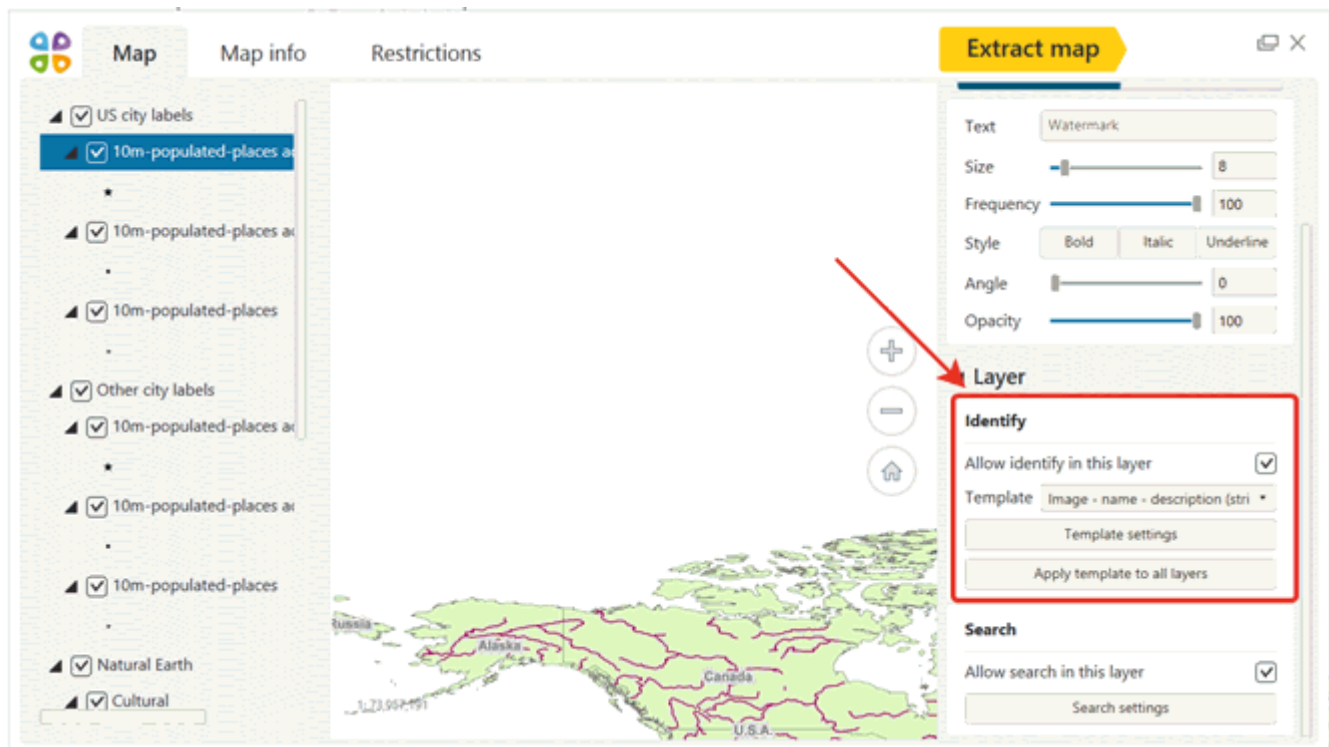 Map
Map info
Restrictions
Extract map
US city labels
10m-populated-places a
10m-populated-places a
10m-populated-places
Other city labels
10m-populated-places a
10m-populated-places a
10m-populated-places
Natural Earth
Cultural
Russia
Alaska
Canada
U.S.A.
1:73,957,191
Text Watermark
Size 8
Frequency 100
Style Bold Italic Underline
Angle 0
Opacity 100
Layer
Identify
Allow identify in this layer
Template Image - name - description (stri
Template settings
Apply template to all layers
Search
Allow search in this layer
Search settings